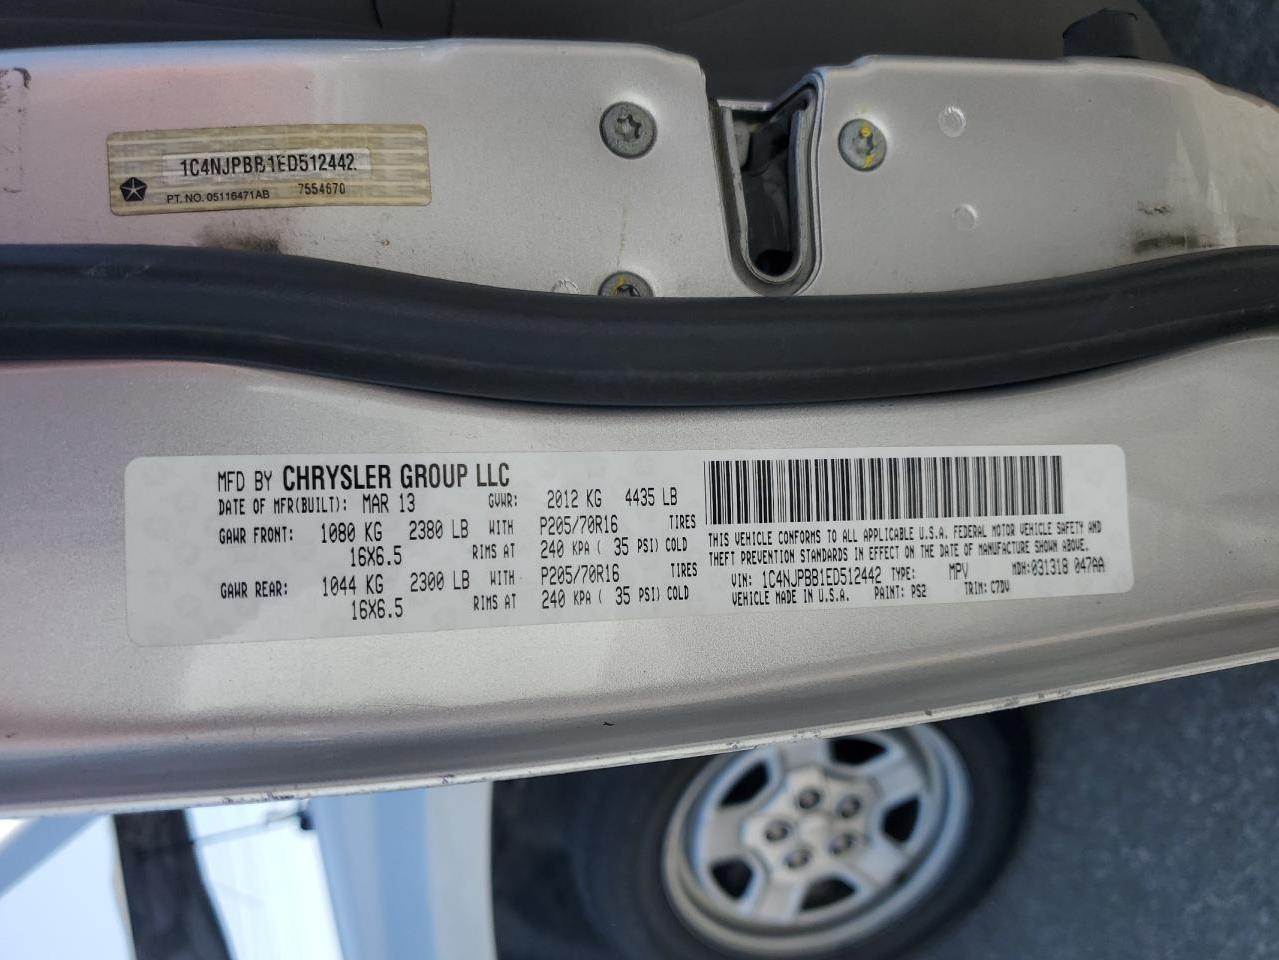 1C4NJPBB1ED512442
PT. NO. 05116471AB 7554670
MFD BY CHRYSLER GROUP LLC
DATE OF MFR(BUILT): MAR 13 GVWR: 2012 KG 4435 LB
GAWR FRONT: 1080 KG 2380 LB WITH P205/70R16 TIRES
16X6.5 RIMS AT 240 KPA ( 35 PSI) COLD
GAWR REAR: 1044 KG 2300 LB WITH P205/70R16 TIRES
16X6.5 RIMS AT 240 KPA ( 35 PSI) COLD
THIS VEHICLE CONFORMS TO ALL APPLICABLE U.S.A. FEDERAL MOTOR VEHICLE SAFETY AND
THEFT PREVENTION STANDARDS IN EFFECT ON THE DATE OF MANUFACTURE SHOWN ABOVE.
VIN: 1C4NJPBB1ED512442 TYPE: MPV MDH: 031318 047AA
VEHICLE MADE IN U.S.A. PAINT: PS2 TRIM: C7DV